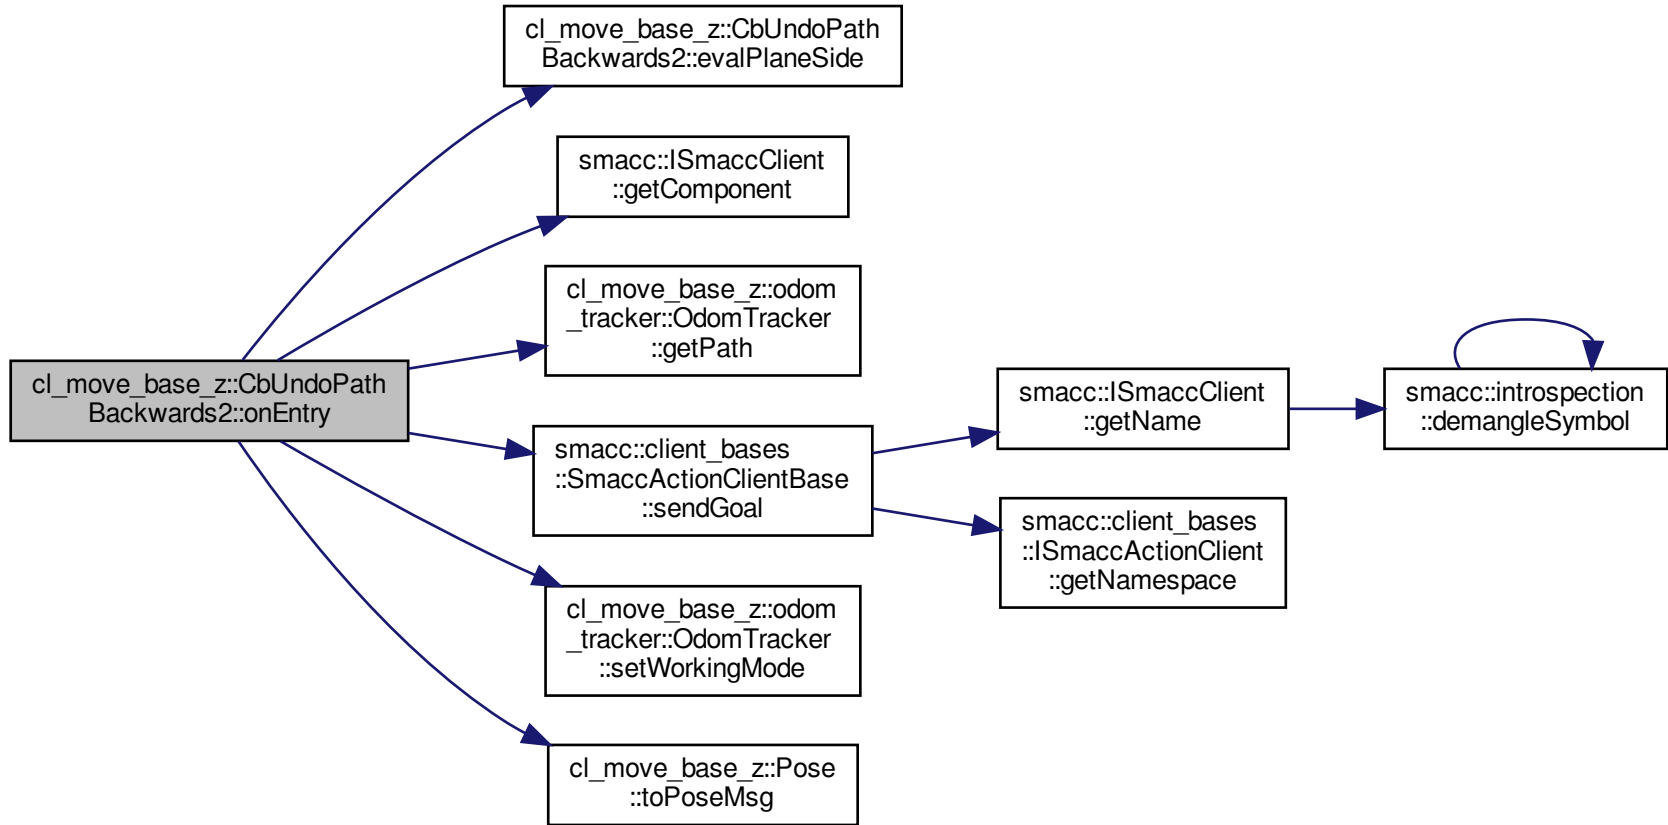 cl_move_base_z::CbUndoPath
Backwards2::onEntry
cl_move_base_z::CbUndoPath
Backwards2::evalPlaneSide
smacc::ISmaccClient
::getComponent
cl_move_base_z::odom
_tracker::OdomTracker
::getPath
smacc::client_bases
::SmaccActionClientBase
::sendGoal
cl_move_base_z::odom
_tracker::OdomTracker
::setWorkingMode
cl_move_base_z::Pose
::toPoseMsg
smacc::ISmaccClient
::getName
smacc::client_bases
::ISmaccActionClient
::getNamespace
smacc::introspection
::demangleSymbol